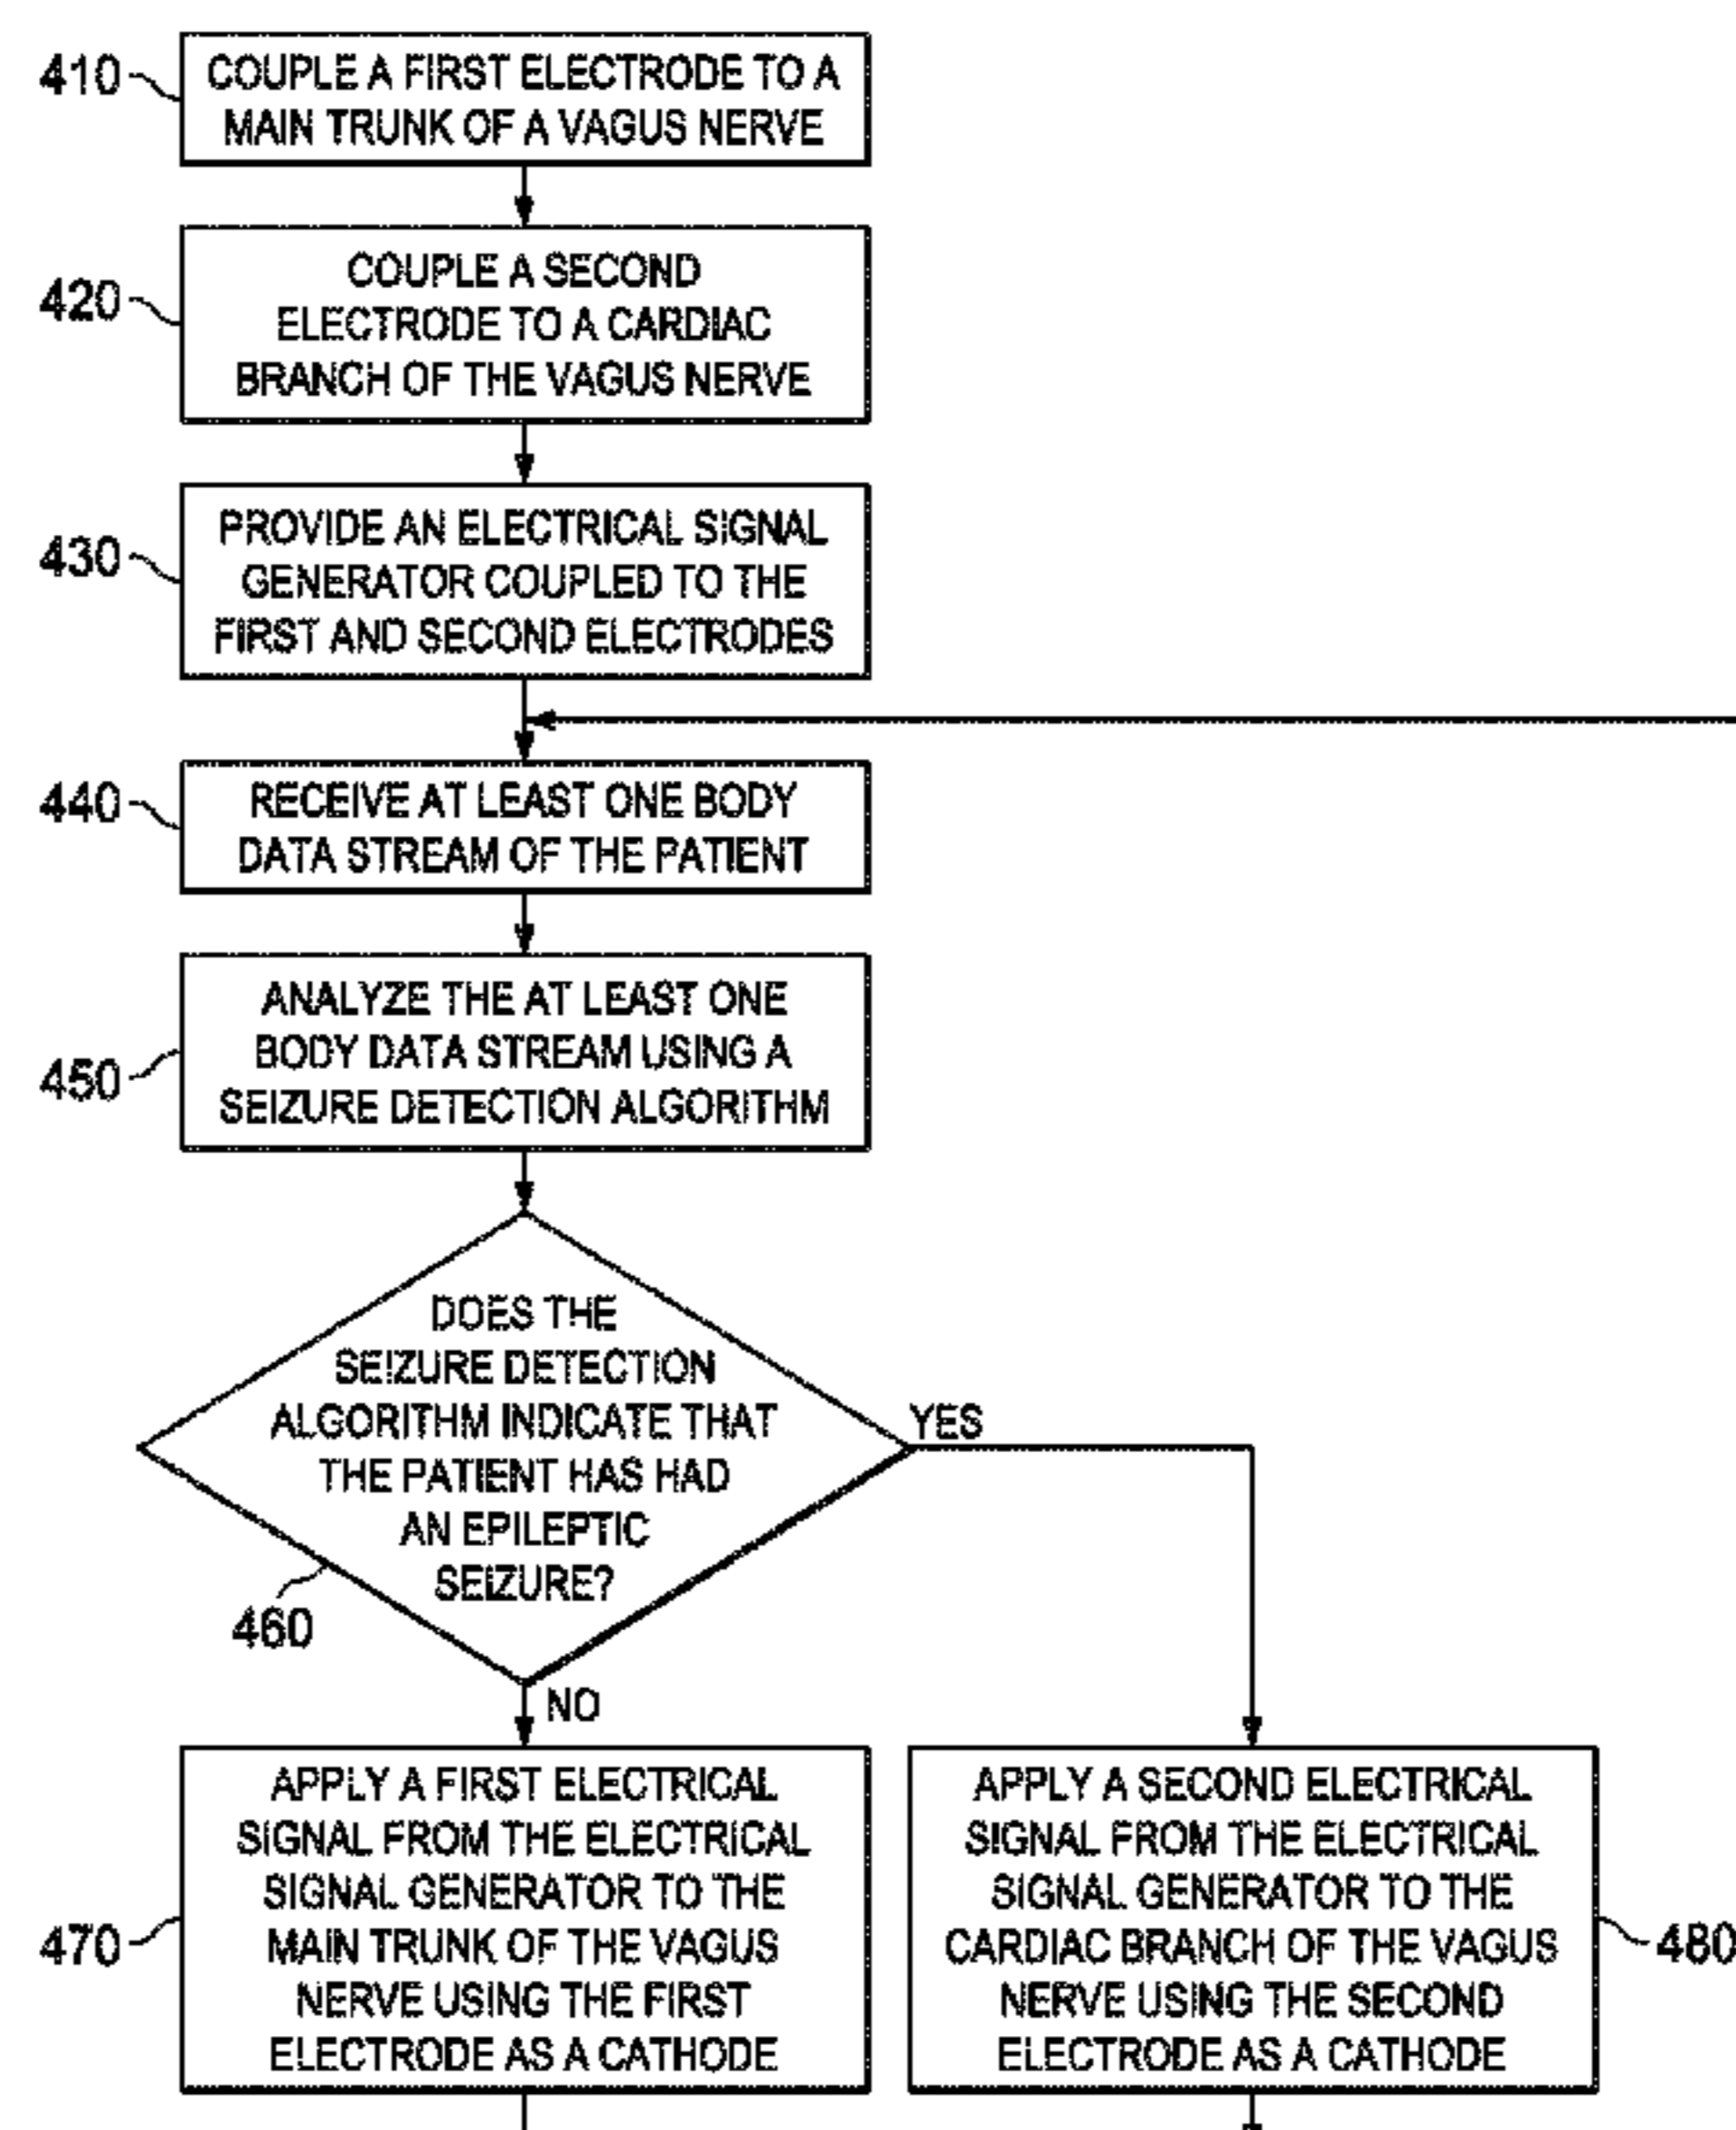 410
COUPLE A FIRST ELECTRODE TO A
MAIN TRUNK OF A VAGUS NERVE
420
COUPLE A SECOND
ELECTRODE TO A CARDIAC
BRANCH OF THE VAGUS NERVE
430
PROVIDE AN ELECTRICAL SIGNAL
GENERATOR COUPLED TO THE
FIRST AND SECOND ELECTRODES
440
RECEIVE AT LEAST ONE BODY
DATA STREAM OF THE PATIENT
450
ANALYZE THE AT LEAST ONE
BODY DATA STREAM USING A
SEIZURE DETECTION ALGORITHM
DOES THE
SEIZURE DETECTION
ALGORITHM INDICATE THAT
THE PATIENT HAS HAD
AN EPILEPTIC
SEIZURE?
460
YES
NO
470
APPLY A FIRST ELECTRICAL
SIGNAL FROM THE ELECTRICAL
SIGNAL GENERATOR TO THE
MAIN TRUNK OF THE VAGUS
NERVE USING THE FIRST
ELECTRODE AS A CATHODE
APPLY A SECOND ELECTRICAL
SIGNAL FROM THE ELECTRICAL
SIGNAL GENERATOR TO THE
CARDIAC BRANCH OF THE VAGUS
NERVE USING THE SECOND
ELECTRODE AS A CATHODE
480